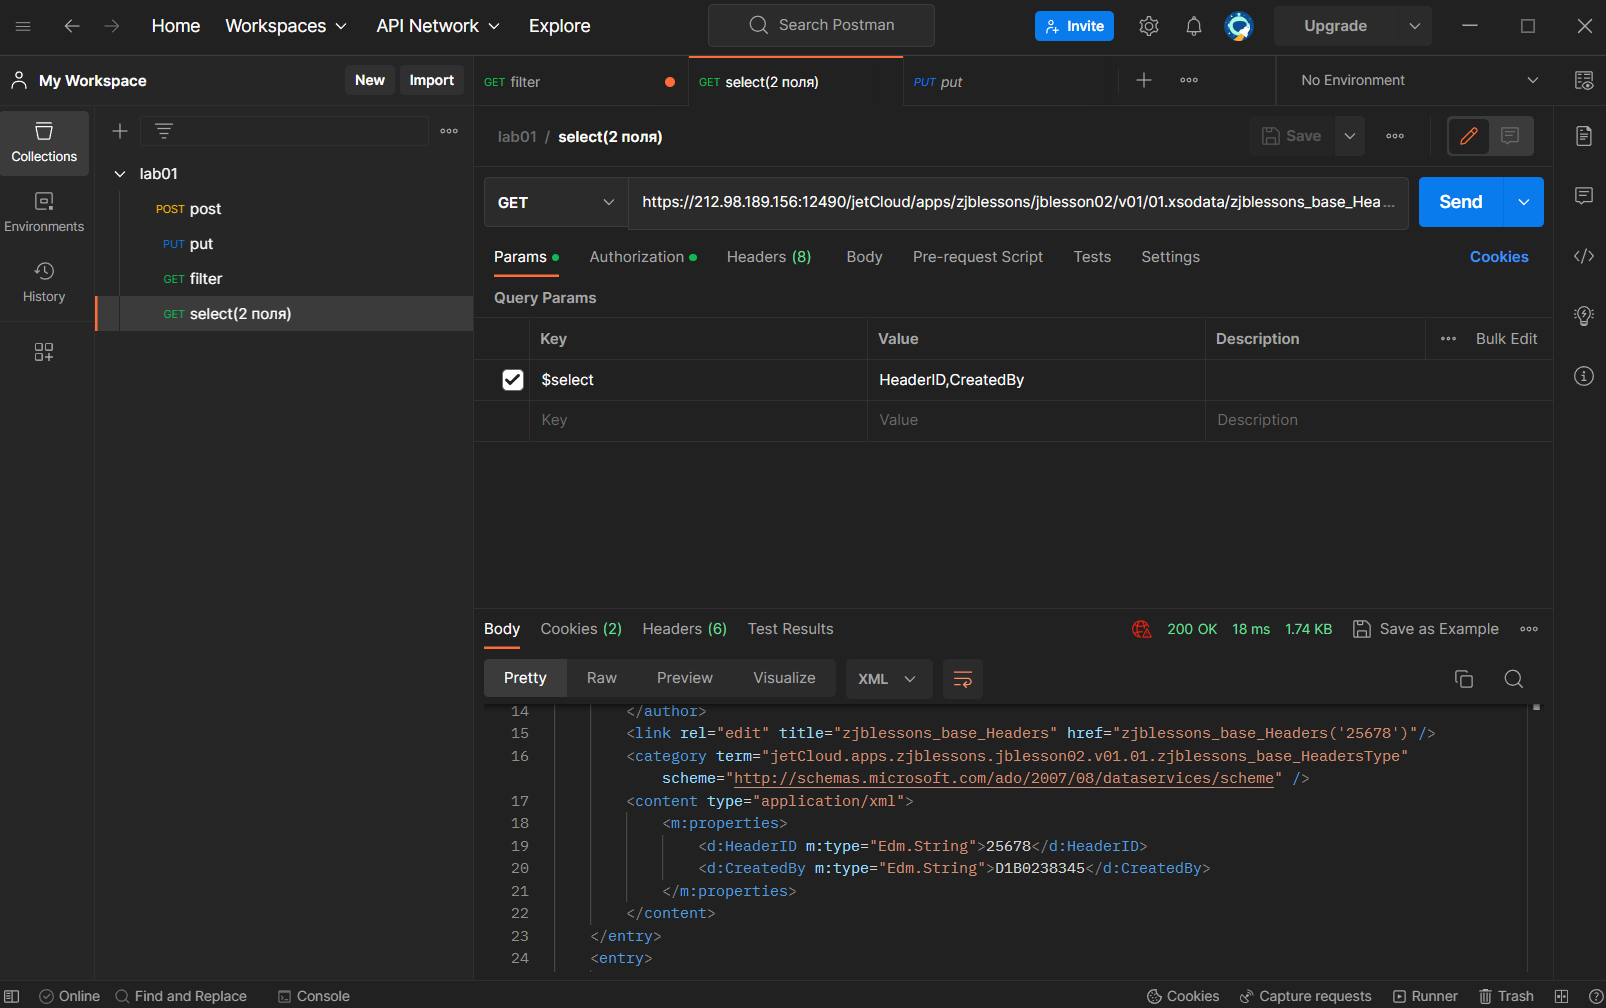 Home Workspaces API Network Explore Search Postman Invite Upgrade
My Workspace New Import GET filter GET select(2 поля) PUT put No Environment
Collections
Environments
History
lab01
POST post
PUT put
GET filter
GET select(2 поля)
lab01 / select(2 поля) Save
GET https://212.98.189.156:12490/jetCloud/apps/zjblessons/jblesson02/v01/01.xsodata/zjblessons_base_Hea... Send
Params Authorization Headers (8) Body Pre-request Script Tests Settings Cookies
Query Params
Key Value Description Bulk Edit
$select HeaderID,CreatedBy
Key Value Description
Body Cookies (2) Headers (6) Test Results 200 OK 18 ms 1.74 KB Save as Example
Pretty Raw Preview Visualize XML
14 </author>
15 <link rel="edit" title="zjblessons_base_Headers" href="zjblessons_base_Headers('25678')"/>
16 <category term="jetCloud.apps.zjblessons.jblesson02.v01.01.zjblessons_base_HeadersType"
scheme="http://schemas.microsoft.com/ado/2007/08/dataservices/scheme" />
17 <content type="application/xml">
18 <m:properties>
19 <d:HeaderID m:type="Edm.String">25678</d:HeaderID>
20 <d:CreatedBy m:type="Edm.String">D1B0238345</d:CreatedBy>
21 </m:properties>
22 </content>
23 </entry>
24 <entry>
Online Find and Replace Console Cookies Capture requests Runner Trash